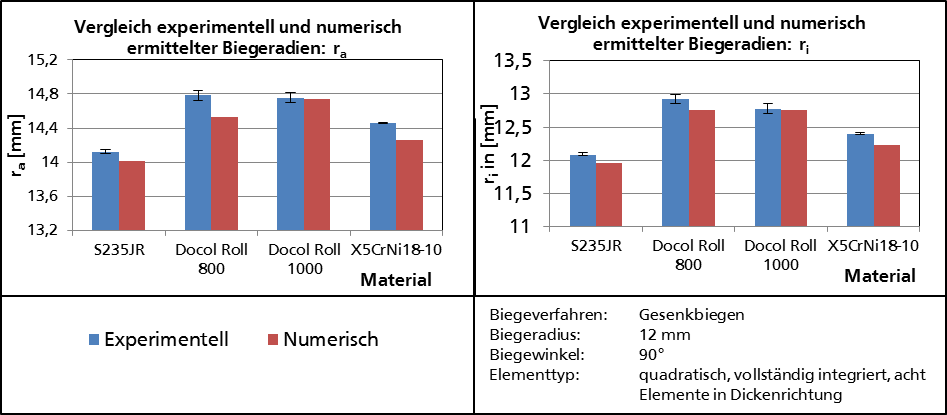 Vergleich experimentell und numerisch
ermittelter Biegeradien: ra
15,2
14,8
14,4
14
13,6
13,2
ra [mm]
S235JR
Docol Roll
800
Docol Roll
1000
X5CrNi18-10
Material
Vergleich experimentell und numerisch
ermittelter Biegeradien: ri
13,5
13
12,5
12
11,5
11
ri in [mm]
S235JR
Docol Roll
800
Docol Roll
1000
X5CrNi18-10
Material
Experimentell
Numerisch
Biegeverfahren: Gesenkbiegen
Biegeradius: 12 mm
Biegewinkel: 90°
Elementtyp: quadratisch, vollständig integriert, acht
Elemente in Dickenrichtung